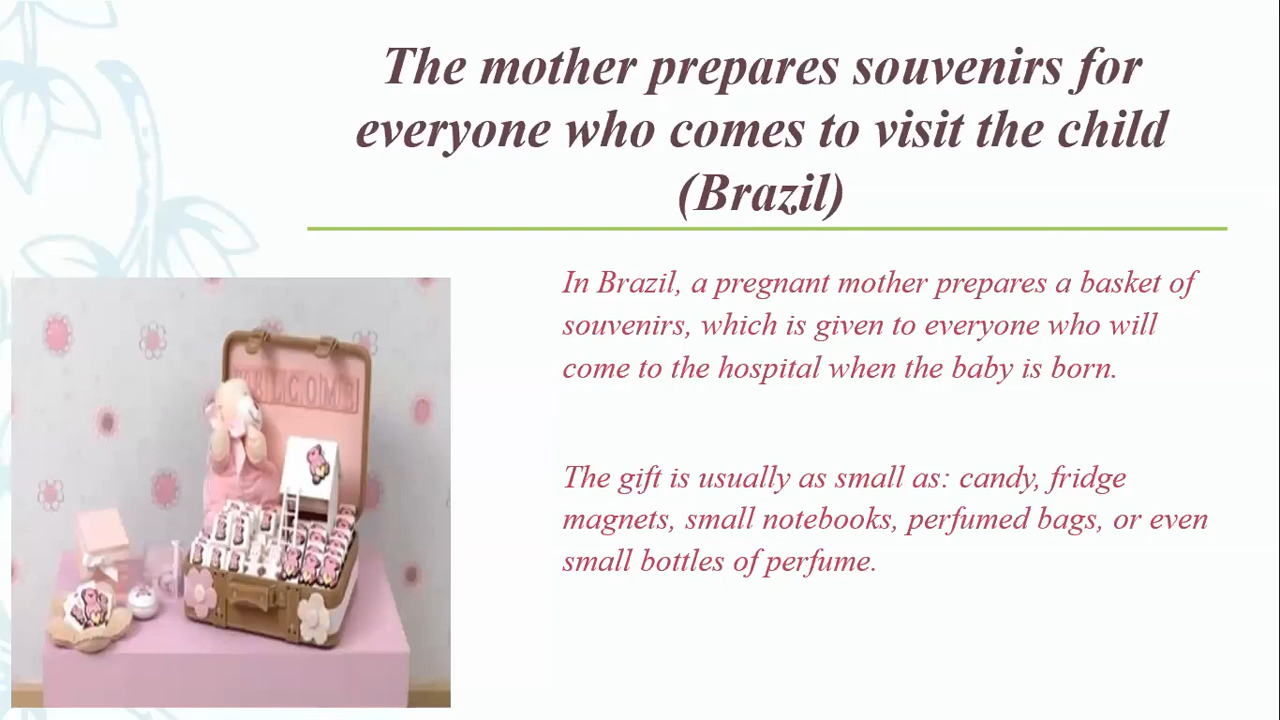 The mother prepares souvenirs for
everyone who comes to visit the child
(Brazil)
In Brazil, a pregnant mother prepares a basket of
souvenirs, which is given to everyone who will
come to the hospital when the baby is born.
The gift is usually as small as: candy, fridge
magnets, small notebooks, perfumed bags, or even
small bottles of perfume.